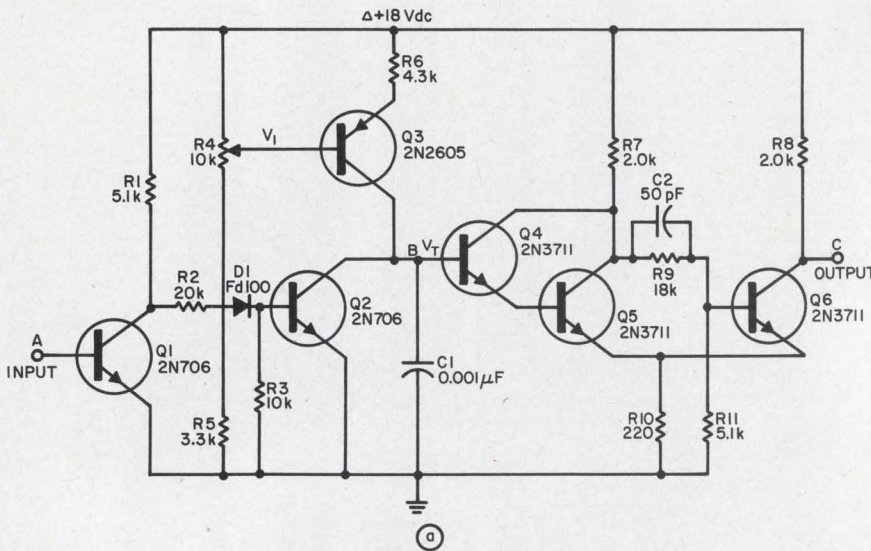 Δ+18 Vdc
R6
4.3k
Q3
2N2605
R4
10k
V1
R1
5.1k
R7
2.0k
R8
2.0k
C2
50 pF
Q4
2N3711
B
VT
C
OUTPUT
R9
18k
R2
20k
D1
Fd100
Q2
2N706
Q5
2N3711
Q6
2N3711
A
INPUT
Q1
2N706
C1
0.001μF
R3
10k
R5
3.3k
R10
220
R11
5.1k
a